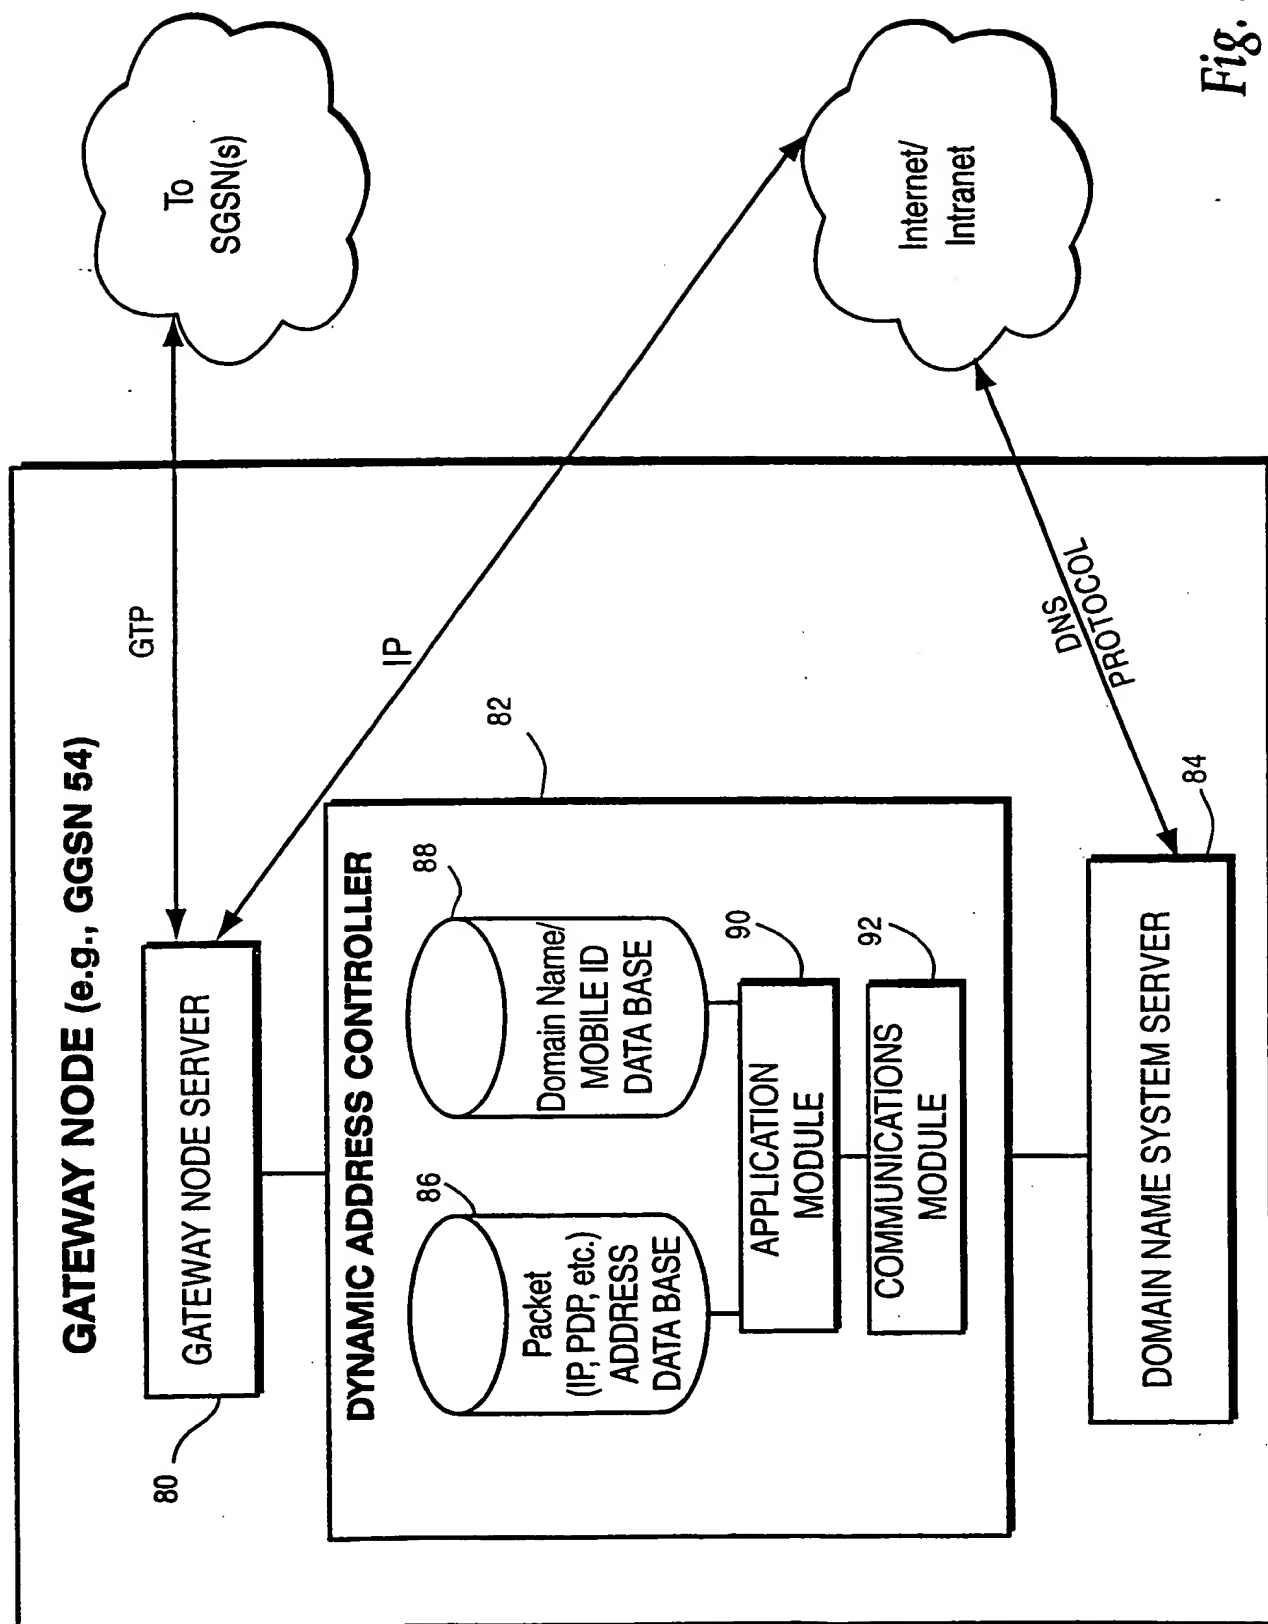 GATEWAY NODE (e.g., GGSN 54)
80
GATEWAY NODE SERVER
GTP
To
SGSN(s)
IP
82
DYNAMIC ADDRESS CONTROLLER
86
Packet
(IP, PDP, etc.)
ADDRESS
DATA BASE
88
Domain Name/
MOBILE ID
DATA BASE
90
APPLICATION
MODULE
92
COMMUNICATIONS
MODULE
Internet/
Intranet
DNS
PROTOCOL
84
DOMAIN NAME SYSTEM SERVER
Fig.